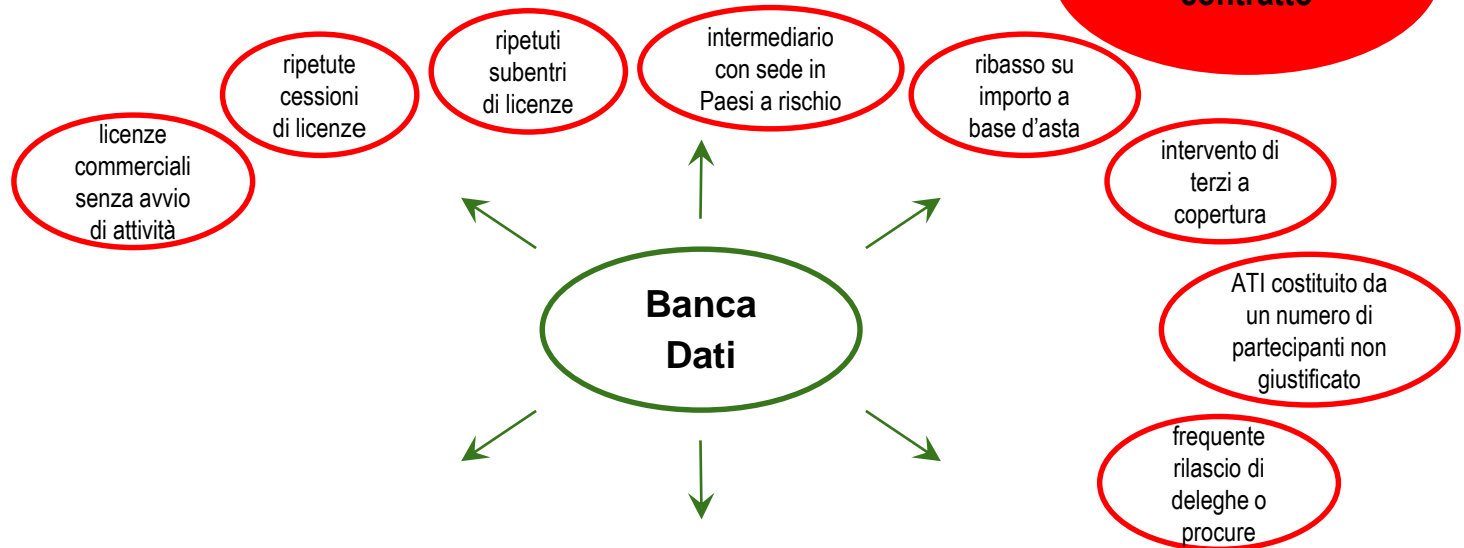 contratto
ripetuti
subentri
di licenze
intermediario
con sede in
Paesi a rischio
ripetute
cessioni
di licenze
ribasso su
importo a
base d'asta
licenze
commerciali
senza avvio
di attività
intervento di
terzi a
copertura
Banca
Dati
ATI costituito da
un numero di
partecipanti non
giustificato
frequente
rilascio di
deleghe o
procure